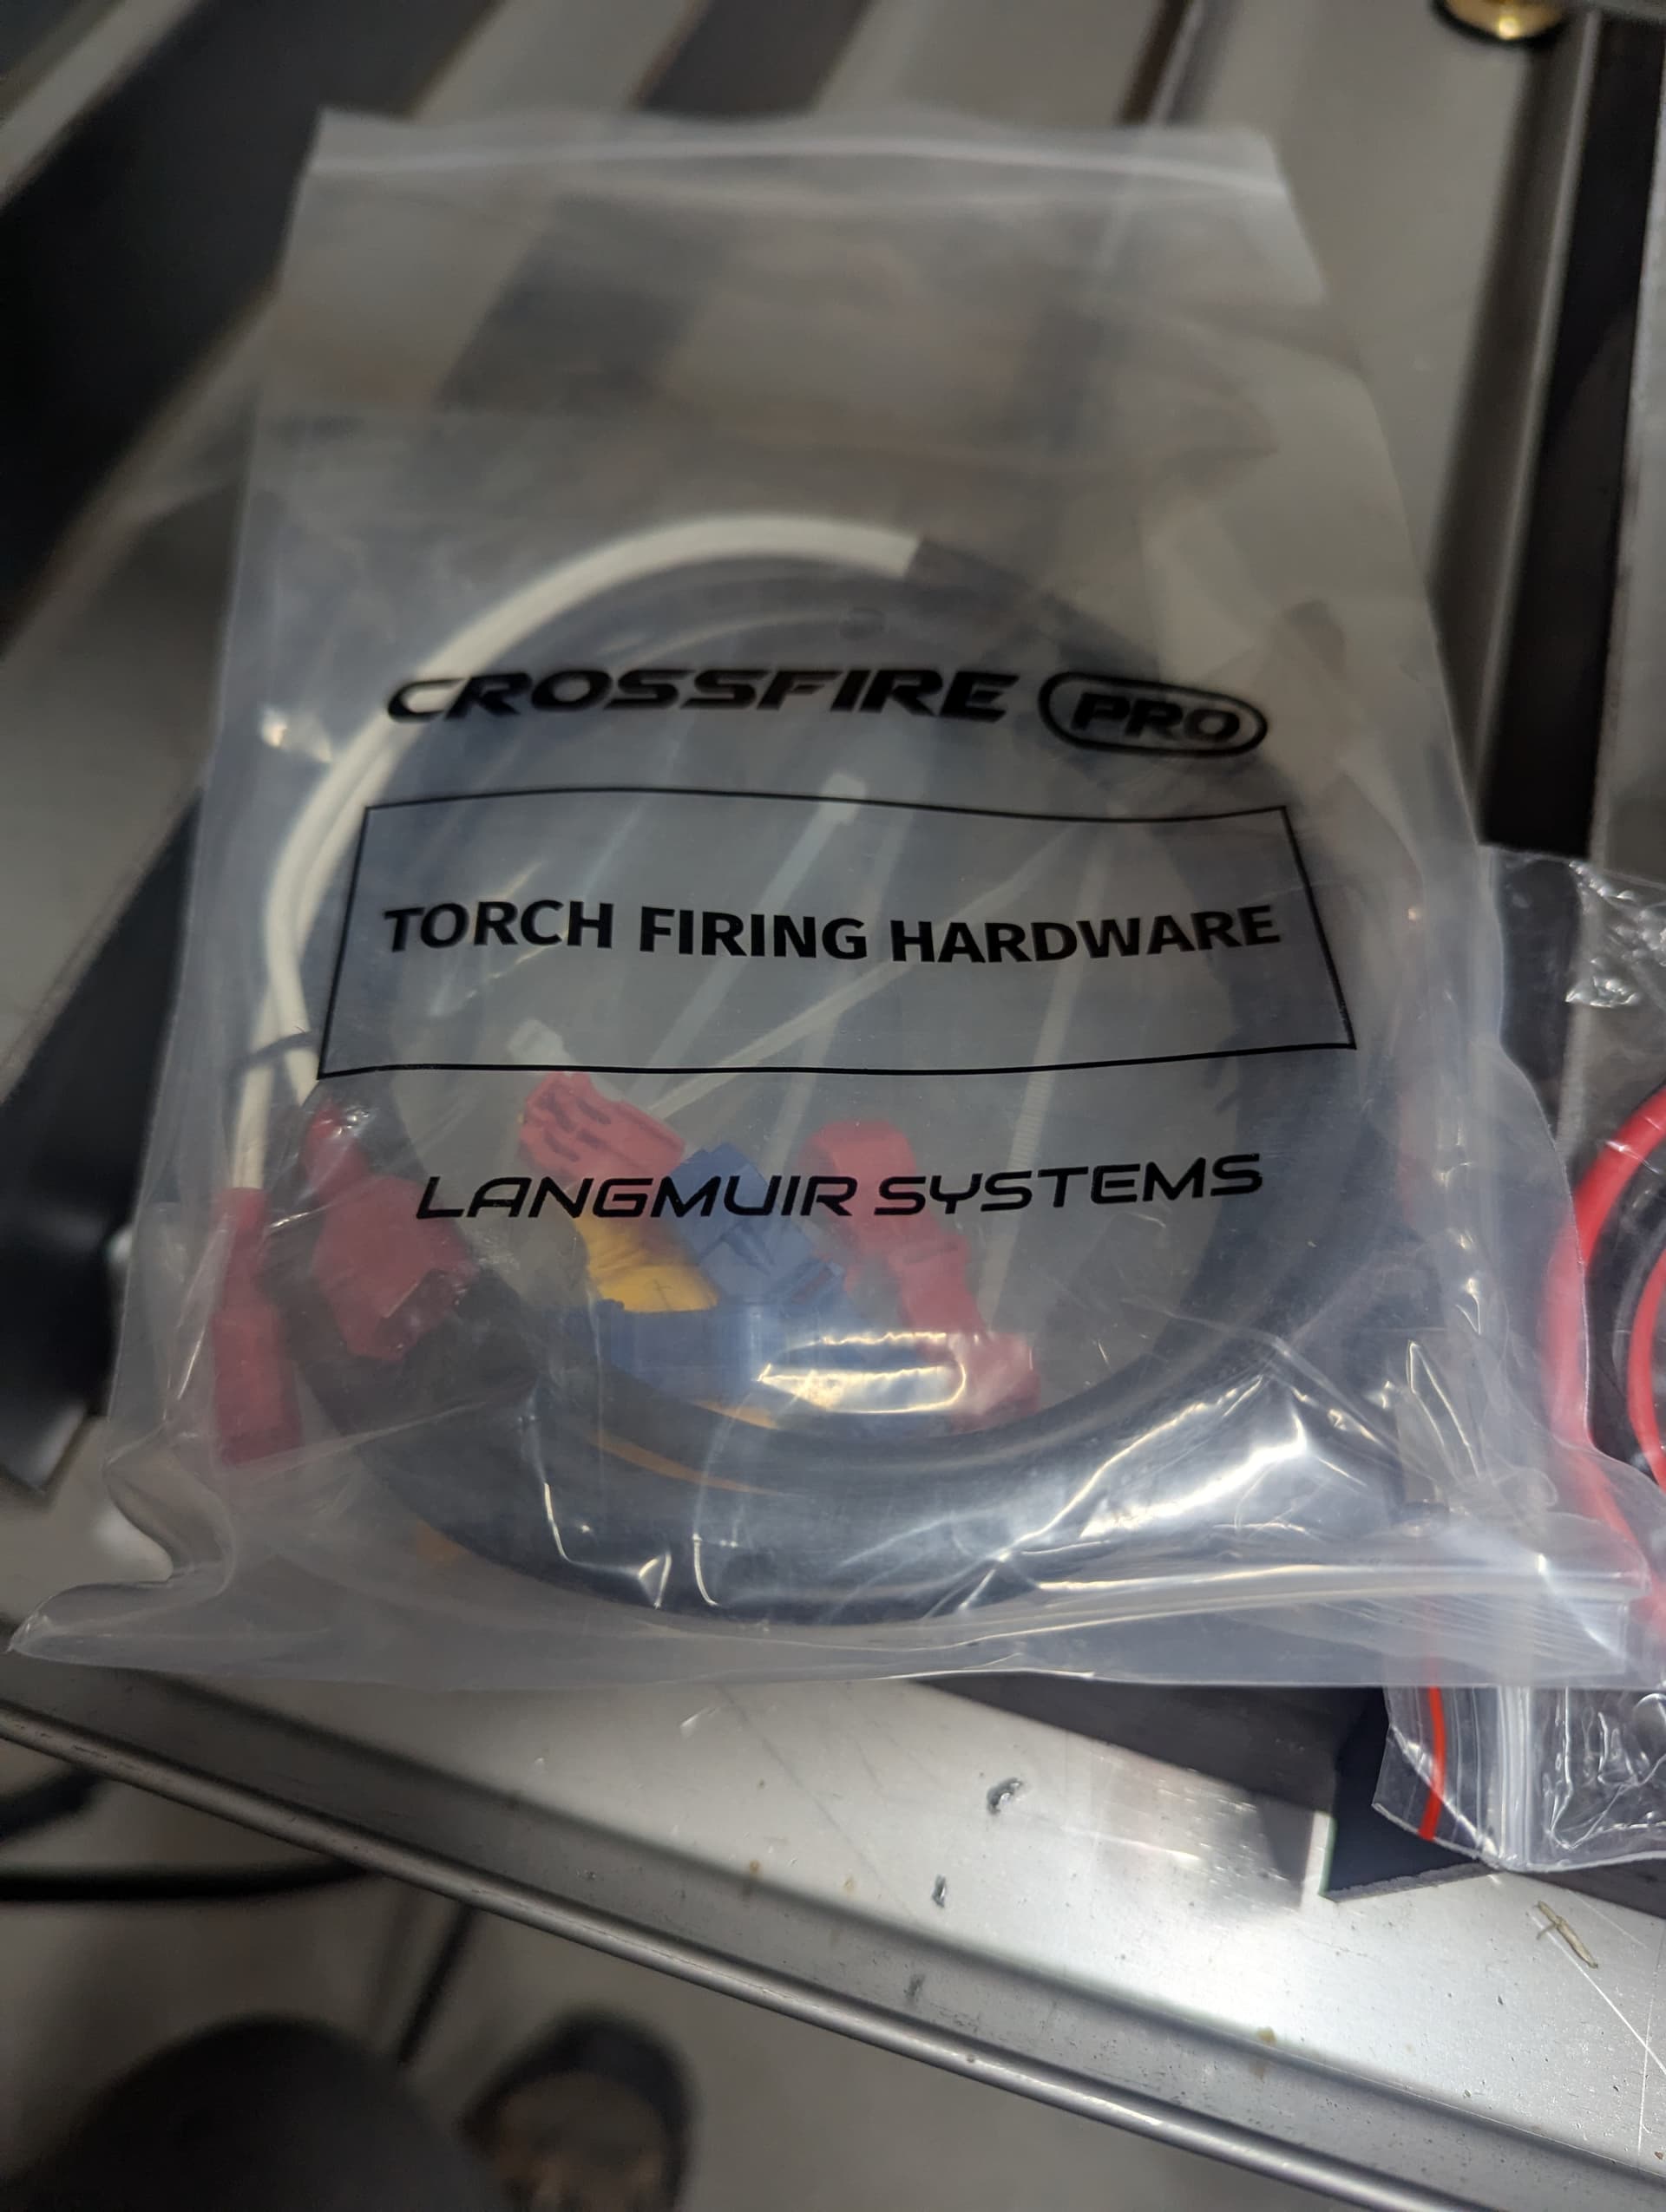 CROSSFIRE PRO
TORCH FIRING HARDWARE
LANGMUIR SYSTEMS